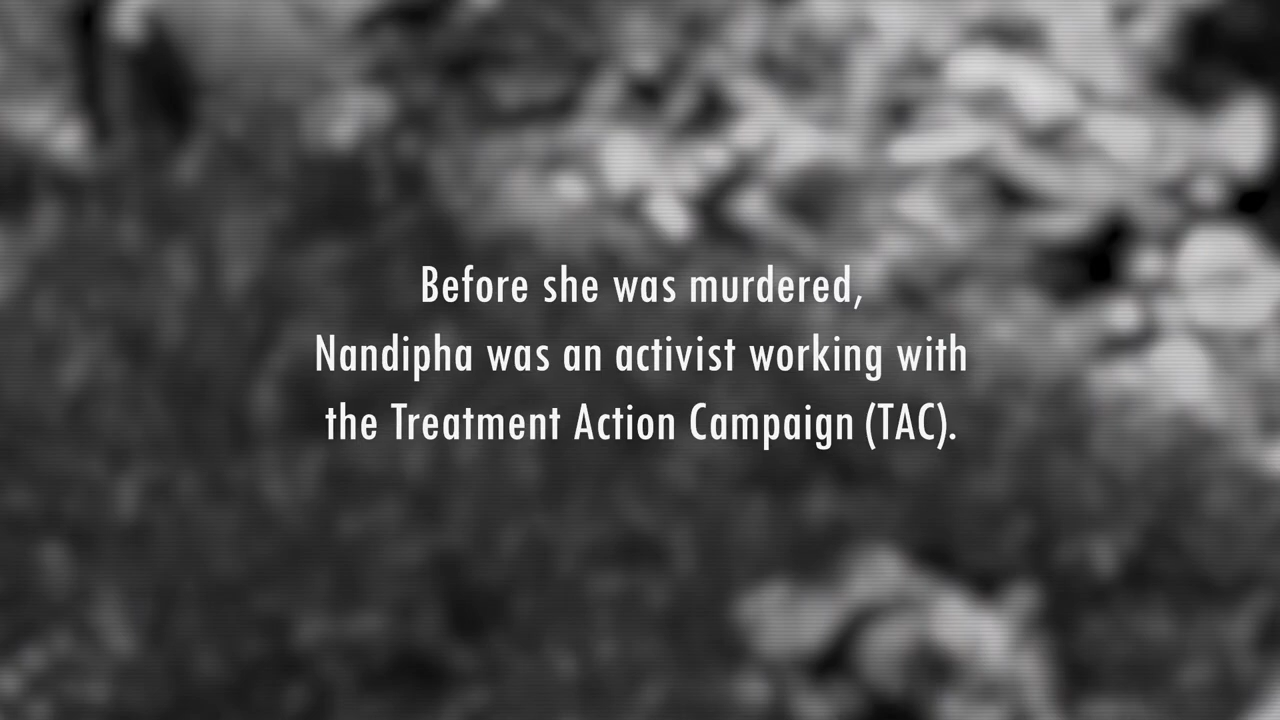 Before she was murdered,
Nandipha was an activist working with
the Treatment Action Campaign (TAC).